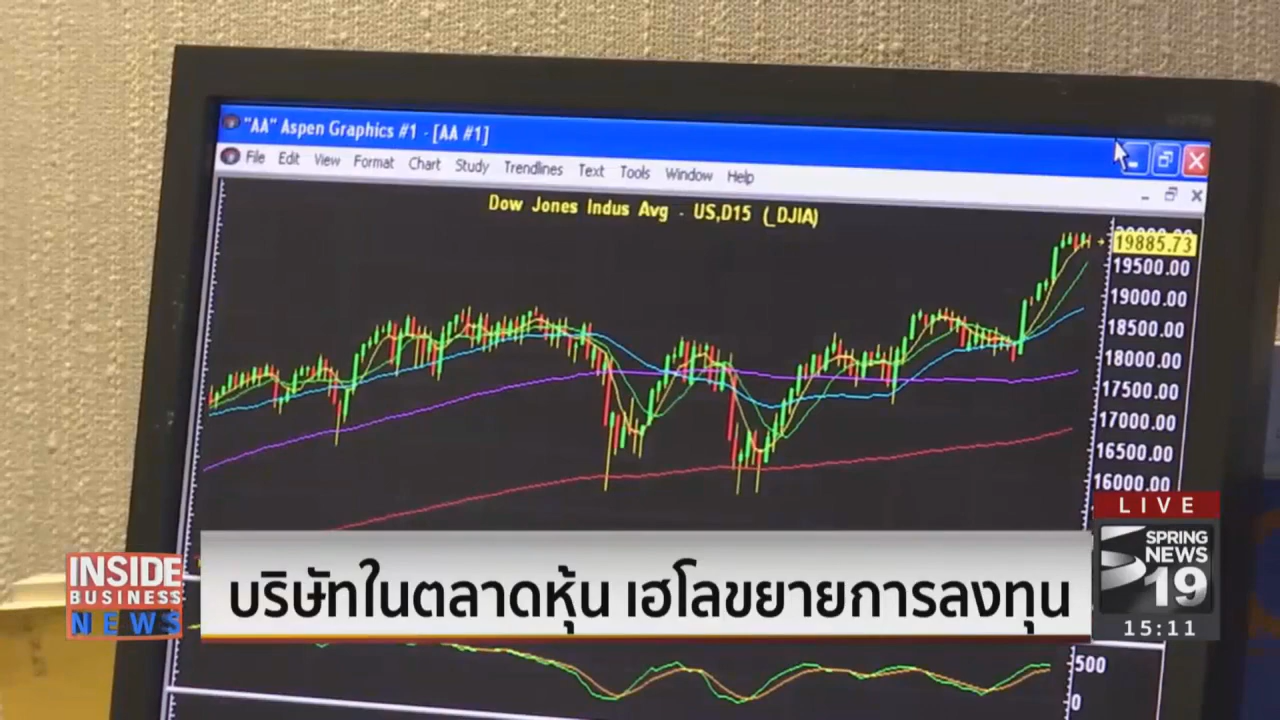 "AA" Aspen Graphics #1 - [AA #1]
File Edit View Format Chart Study Trendlines Text Tools Window Help
Dow Jones Indus Avg - US,D15 (_DJIA)
19885.73
19500.00
19000.00
18500.00
18000.00
17500.00
17000.00
16500.00
16000.00
LIVE
SPRING
NEWS
19
15:11
INSIDE
BUSINESS
NEWS
บริษัทในตลาดหุ้น เฮโลขยายการลงทุน
500
0